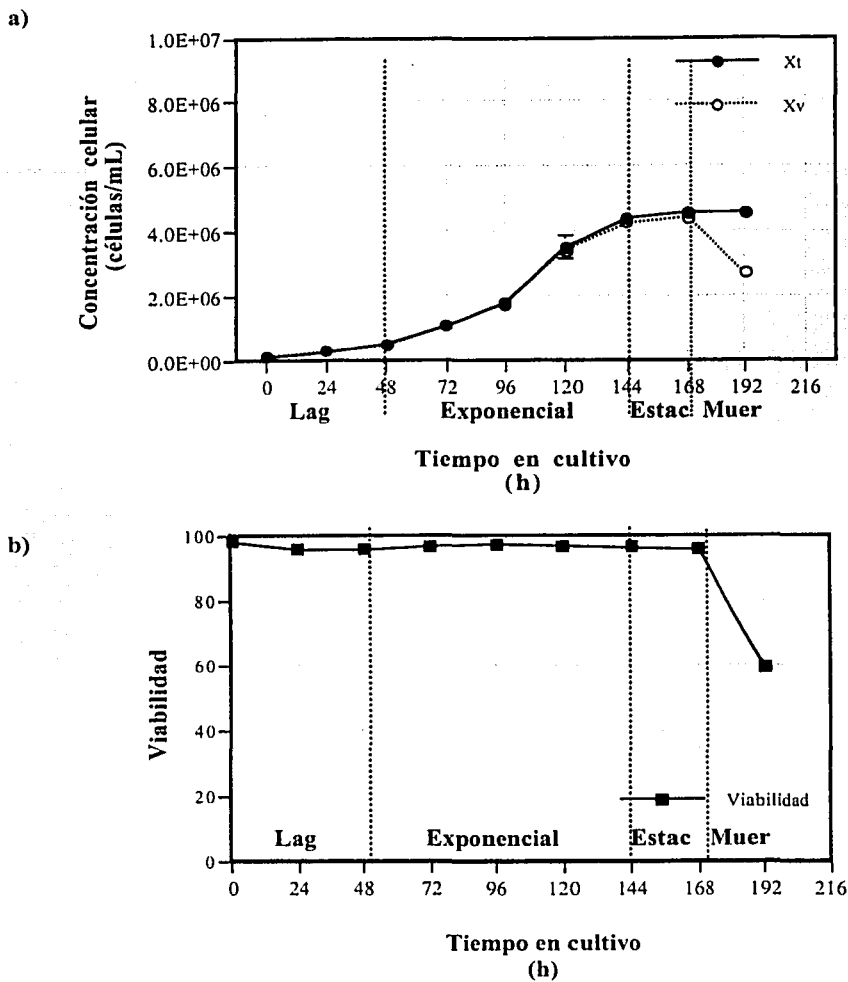 a)
1.0E+07
8.0E+06
6.0E+06
4.0E+06
2.0E+06
0.0E+00
Concentración celular
(células/mL)
Xt
Xv
0 24 48 72 96 120 144 168 192 216
Lag Exponencial Estac Muer
Tiempo en cultivo
(h)
b)
100
80
60
40
20
0
Viabilidad
Viabilidad
Lag Exponencial Estac Muer
0 24 48 72 96 120 144 168 192 216
Tiempo en cultivo
(h)